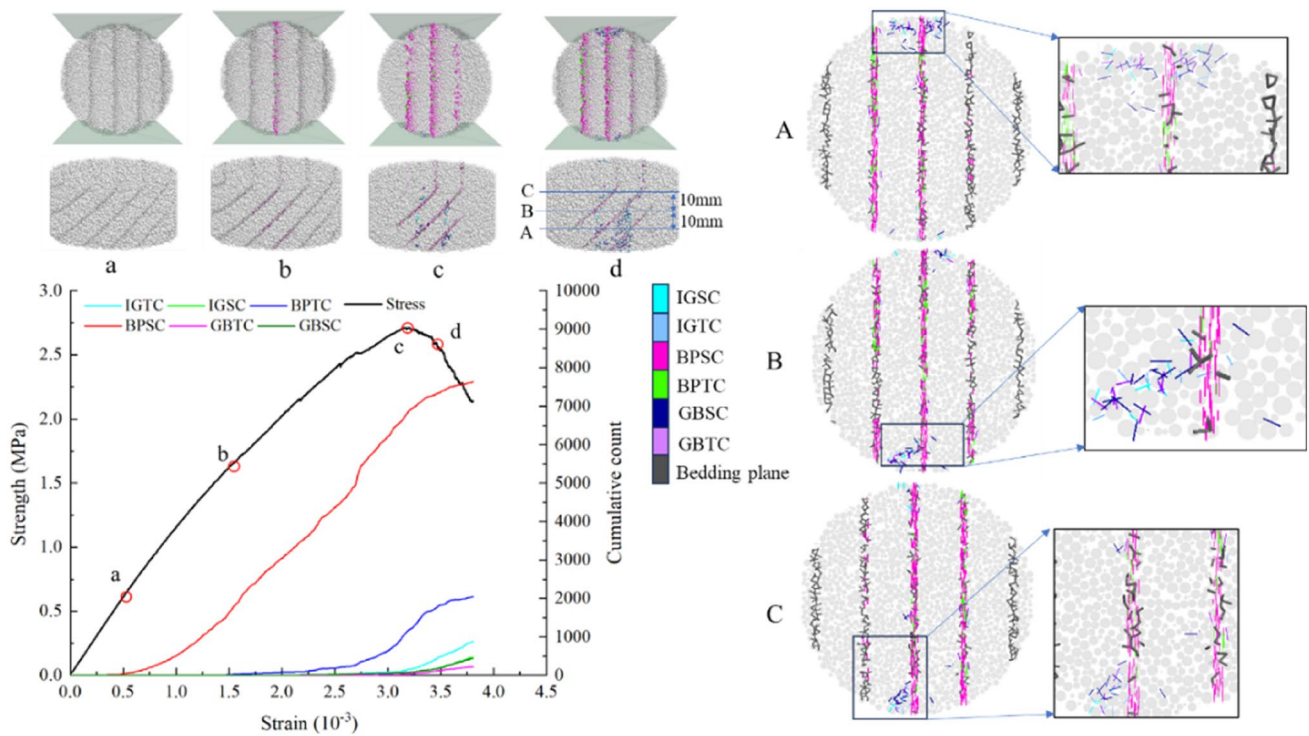 C
B
A
10mm
10mm
a
b
c
d
IGTC
IGSC
BPTC
Stress
BPSC
GBTC
GBSC
a
b
c
d
3.0
2.5
2.0
1.5
1.0
0.5
0.0
Strength (MPa)
0.0
0.5
1.0
1.5
2.0
2.5
3.0
3.5
4.0
4.5
Strain (10⁻³)
10000
9000
8000
7000
6000
5000
4000
3000
2000
1000
0
Cumulative count
IGSC
IGTC
BPSC
BPTC
GBSC
GBTC
Bedding plane
A
B
C